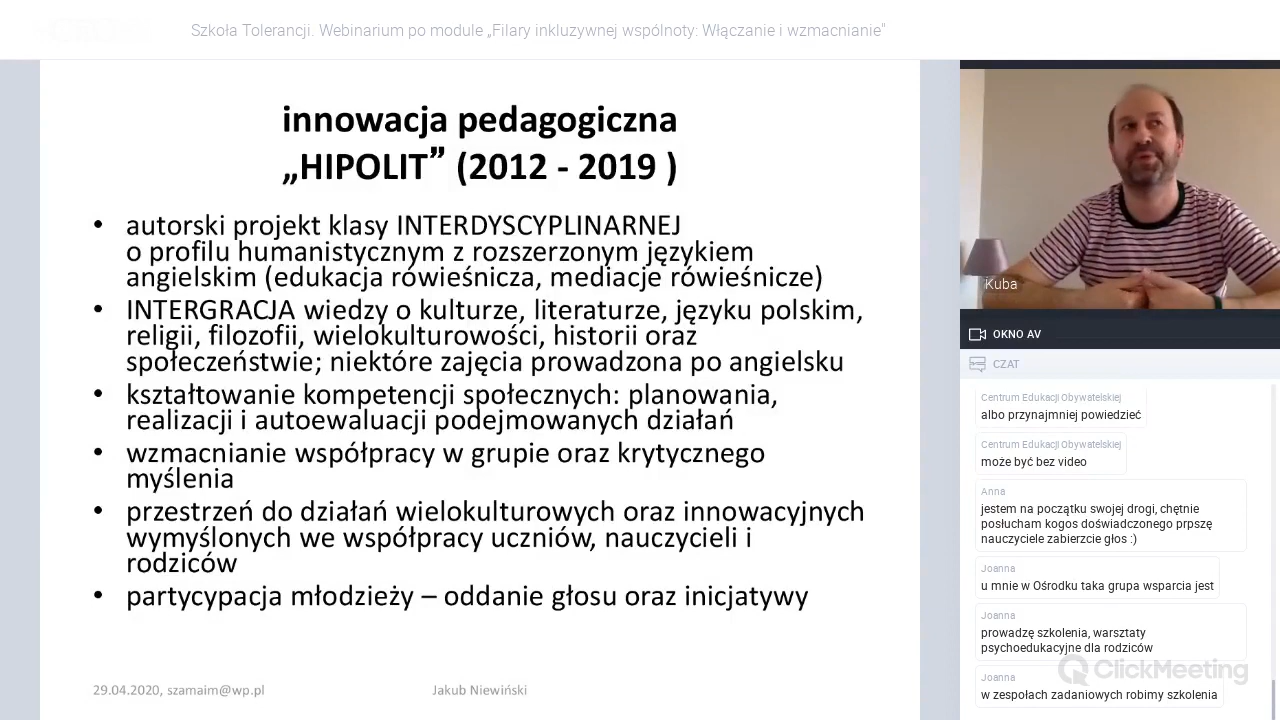 Szkoła Tolerancji. Webinarium po module „Filary inkluzywnej wspólnoty: Włączanie i wzmacnianie"
innowacja pedagogiczna
„HIPOLIT” (2012 - 2019 )
• autorski projekt klasy INTERDYSCYPLINARNEJ
o profilu humanistycznym z rozszerzonym językiem
angielskim (edukacja rówieśnicza, mediacje rówieśnicze)
• INTERGRACJA wiedzy o kulturze, literaturze, języku polskim,
religii, filozofii, wielokulturowości, historii oraz
społeczeństwie; niektóre zajęcia prowadzona po angielsku
• kształtowanie kompetencji społecznych: planowania,
realizacji i autoewaluacji podejmowanych działań
• wzmacnianie współpracy w grupie oraz krytycznego
myślenia
• przestrzeń do działań wielokulturowych oraz innowacyjnych
wymyślonych we współpracy uczniów, nauczycieli i
rodziców
• partycypacja młodzieży – oddanie głosu oraz inicjatywy
29.04.2020, szamaim@wp.pl
Jakub Niewiński
Kuba
OKNO AV
CZAT
Centrum Edukacji Obywatelskiej
albo przynajmniej powiedzieć
Centrum Edukacji Obywatelskiej
może być bez video
Anna
jestem na początku swojej drogi, chętnie
posłucham kogos doświadczonego prpszę
nauczyciele zabierzcie głos :)
Joanna
u mnie w Ośrodku taka grupa wsparcia jest
Joanna
prowadzę szkolenia, warsztaty
psychoedukacyjne dla rodziców
Joanna
w zespołach zadaniowych robimy szkolenia
ClickMeeting